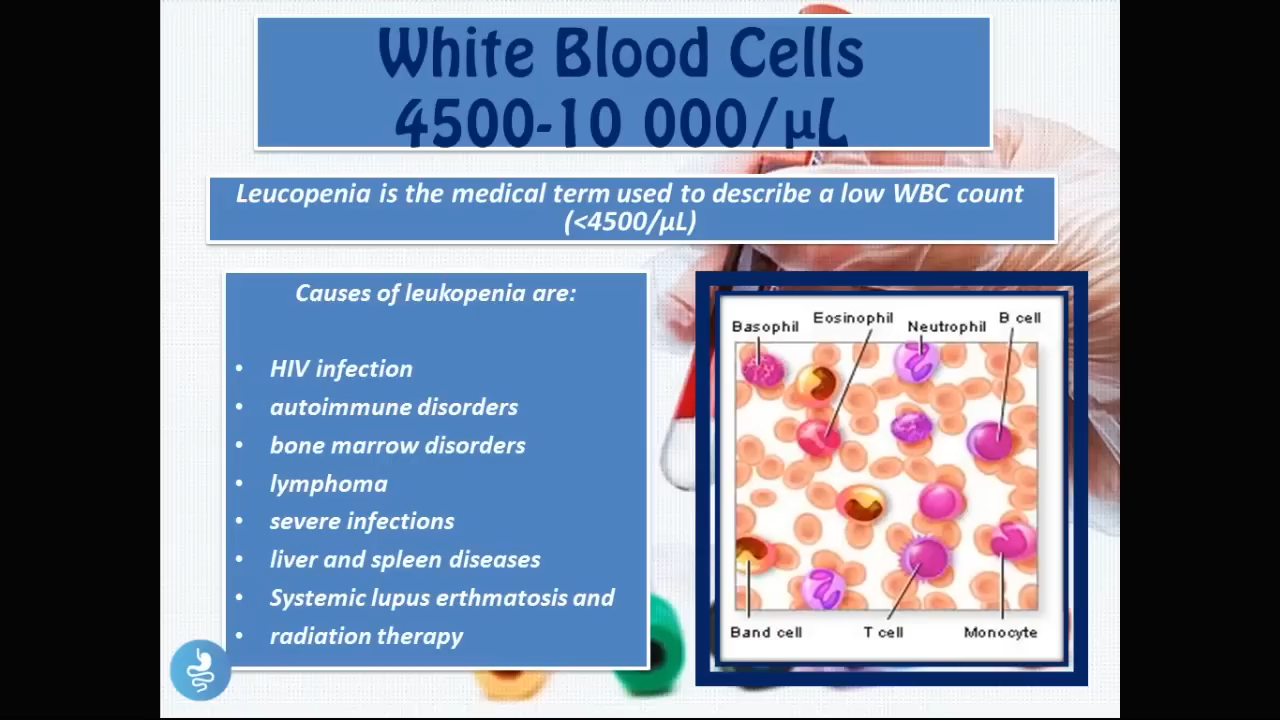 White Blood Cells
4500-10 000/µL
Leucopenia is the medical term used to describe a low WBC count
(<4500/µL)
Causes of leukopenia are:
• HIV infection
• autoimmune disorders
• bone marrow disorders
• lymphoma
• severe infections
• liver and spleen diseases
• Systemic lupus erthmatosis and
• radiation therapy
Basophil Eosinophil Neutrophil B cell
Band cell T cell Monocyte